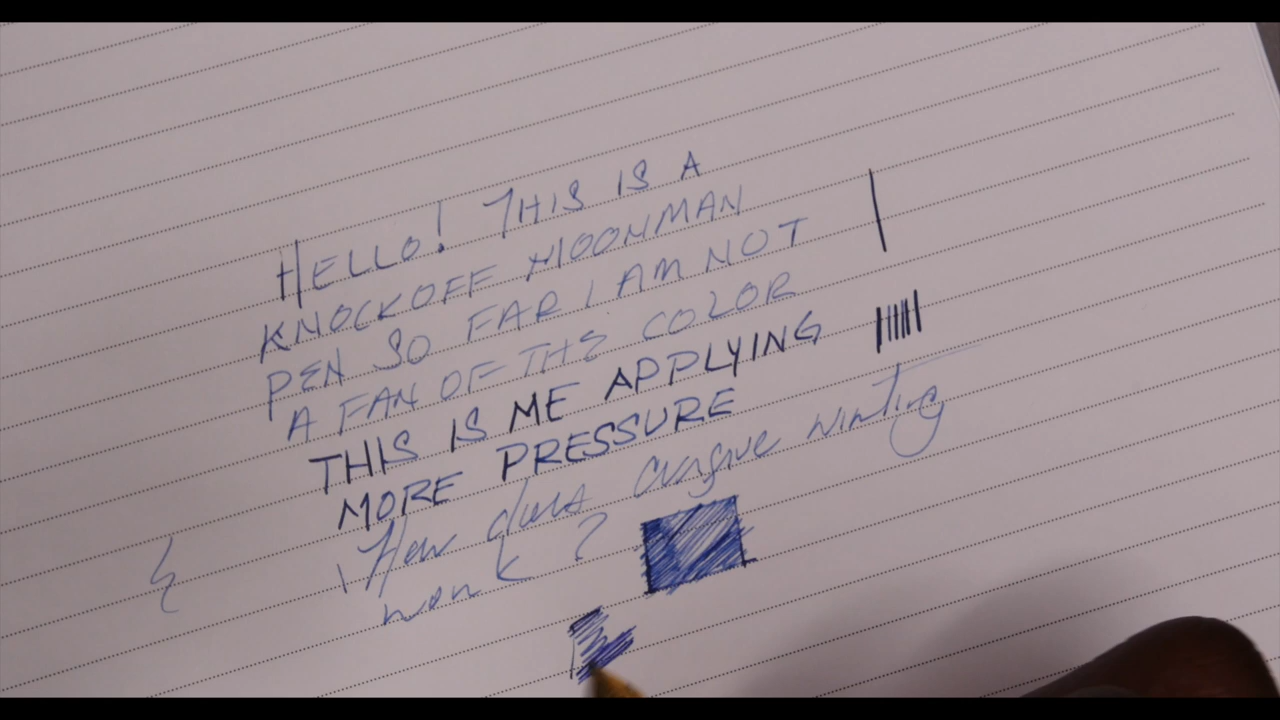 HELLO! THIS IS A
KNOCKOFF MOONMAN
PEN SO FAR I AM NOT
A FAN OF THE COLOR
THIS IS ME APPLYING
MORE PRESSURE
How does cursive writing
work?